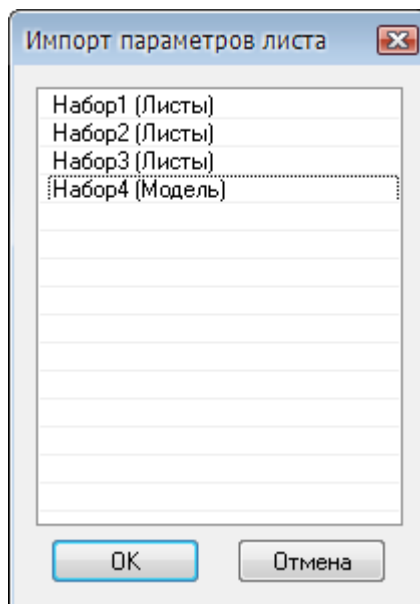 Импорт параметров листа
Набор1 (Листы)
Набор2 (Листы)
Набор3 (Листы)
Набор4 (Модель)
OK
Отмена